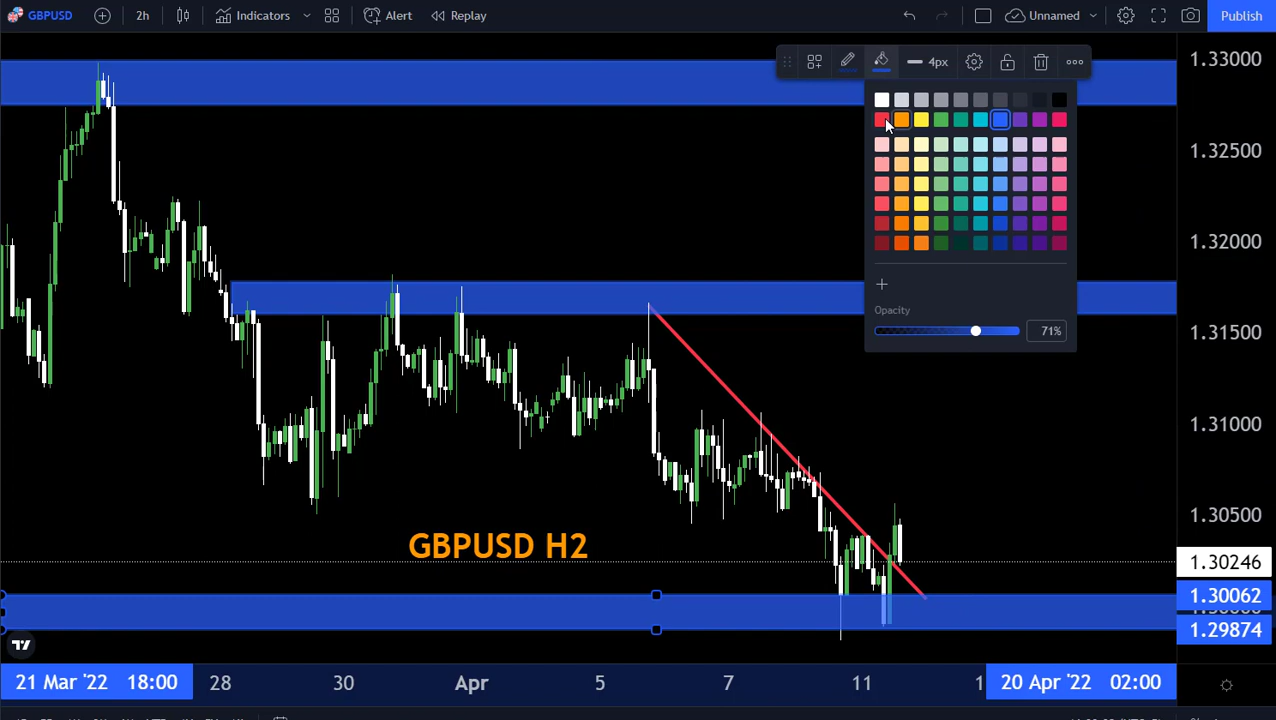 GBPUSD 2h Indicators Alert Replay Unnamed Publish
4px
1.33000
1.32500
1.32000
Opacity
71%
1.31500
1.31000
1.30500
GBPUSD H2
1.30246
1.30062
1.29874
21 Mar '22 18:00 28 30 Apr 5 7 11 1 20 Apr '22 02:00